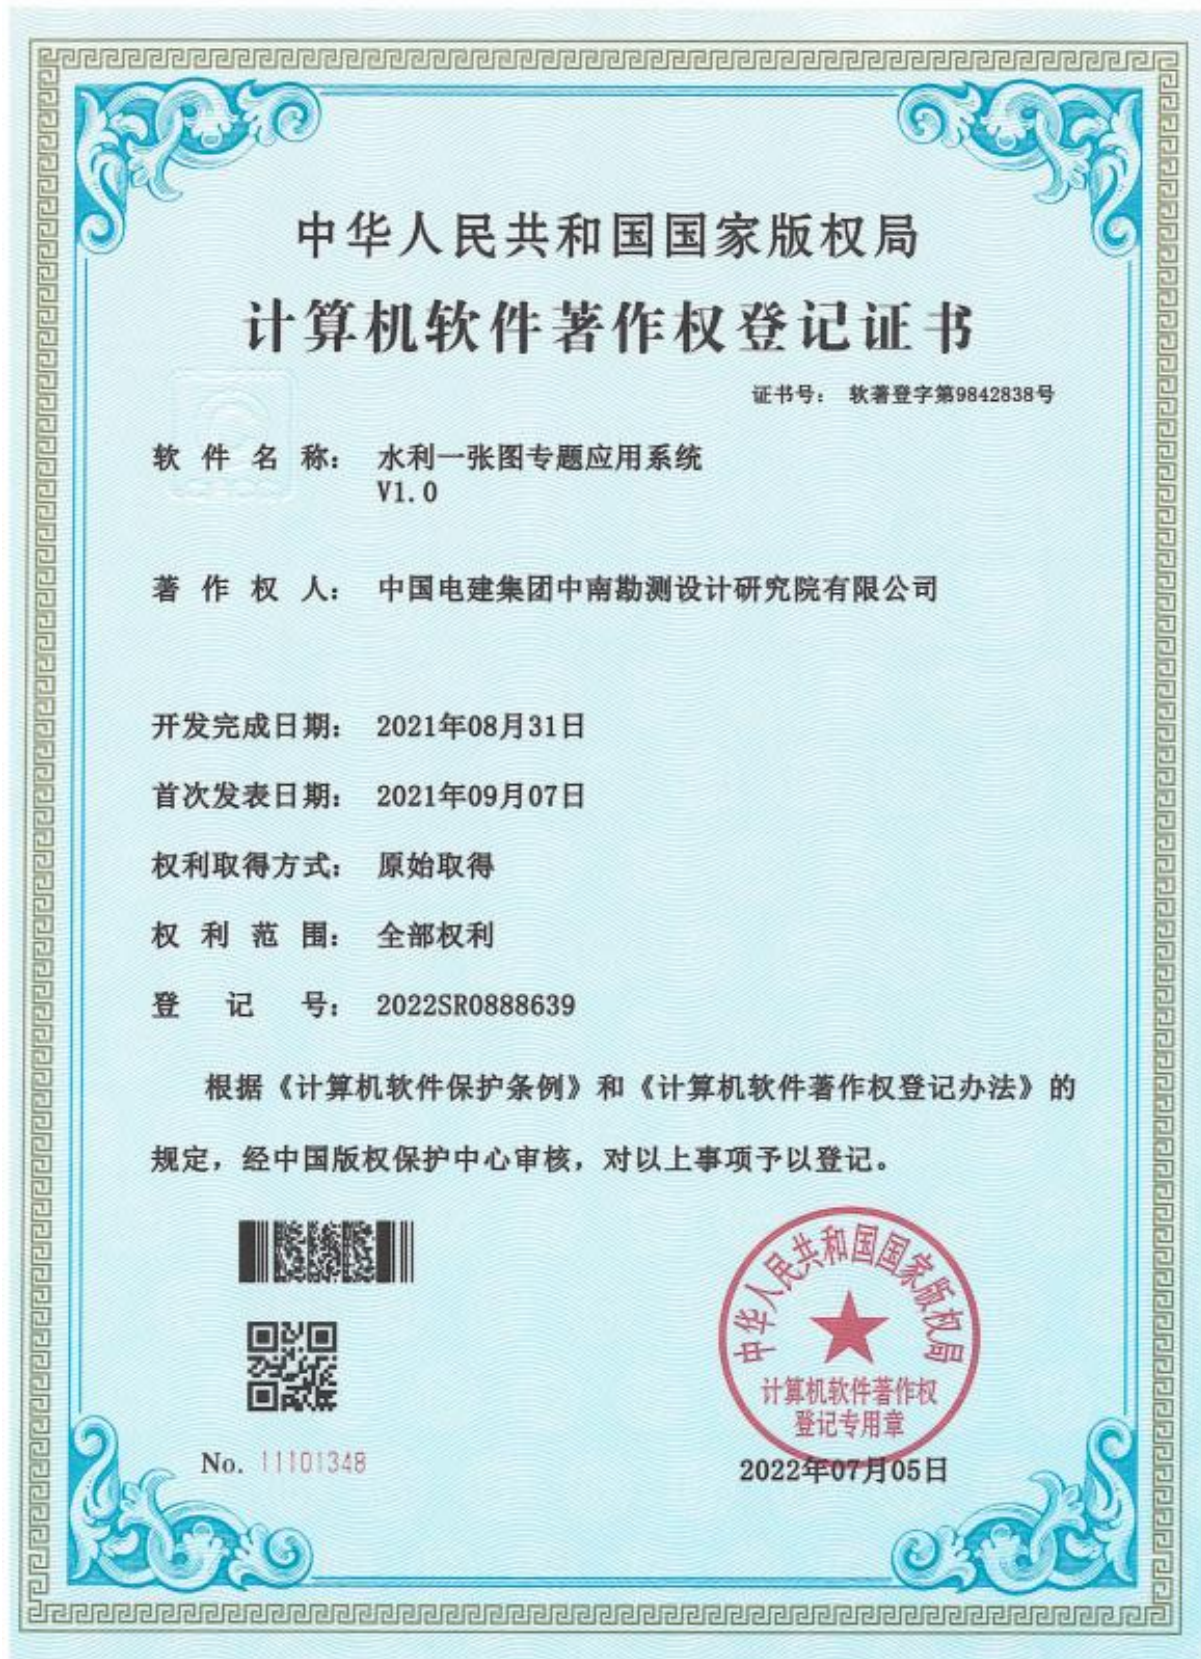 中华人民共和国国家版权局
计算机软件著作权登记证书
证书号： 软著登字第9842838号
软件名称： 水利一张图专题应用系统
V1.0
著作权人： 中国电建集团中南勘测设计研究院有限公司
开发完成日期： 2021年08月31日
首次发表日期： 2021年09月07日
权利取得方式： 原始取得
权利范围： 全部权利
登记号： 2022SR0888639
根据《计算机软件保护条例》和《计算机软件著作权登记办法》的
规定，经中国版权保护中心审核，对以上事项予以登记。
中华人民共和国国家版权局
计算机软件著作权
登记专用章
No. 11101348
2022年07月05日